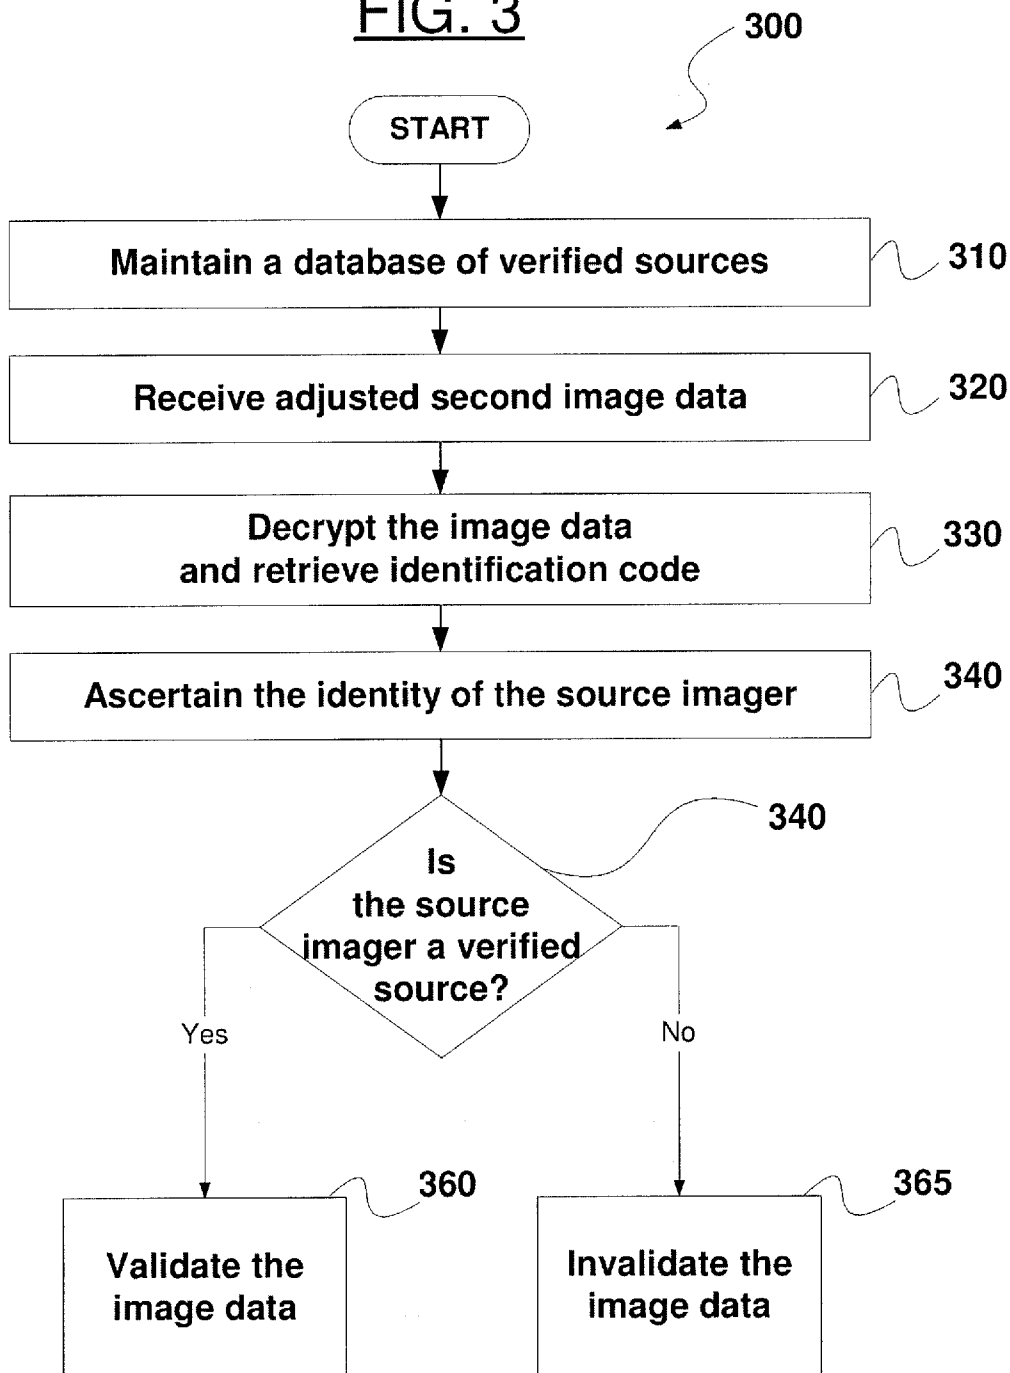 FIG. 3
300
START
Maintain a database of verified sources
310
Receive adjusted second image data
320
Decrypt the image data
and retrieve identification code
330
Ascertain the identity of the source imager
340
340
Is
the source
imager a verified
source?
Yes
No
360
365
Validate the
image data
Invalidate the
image data